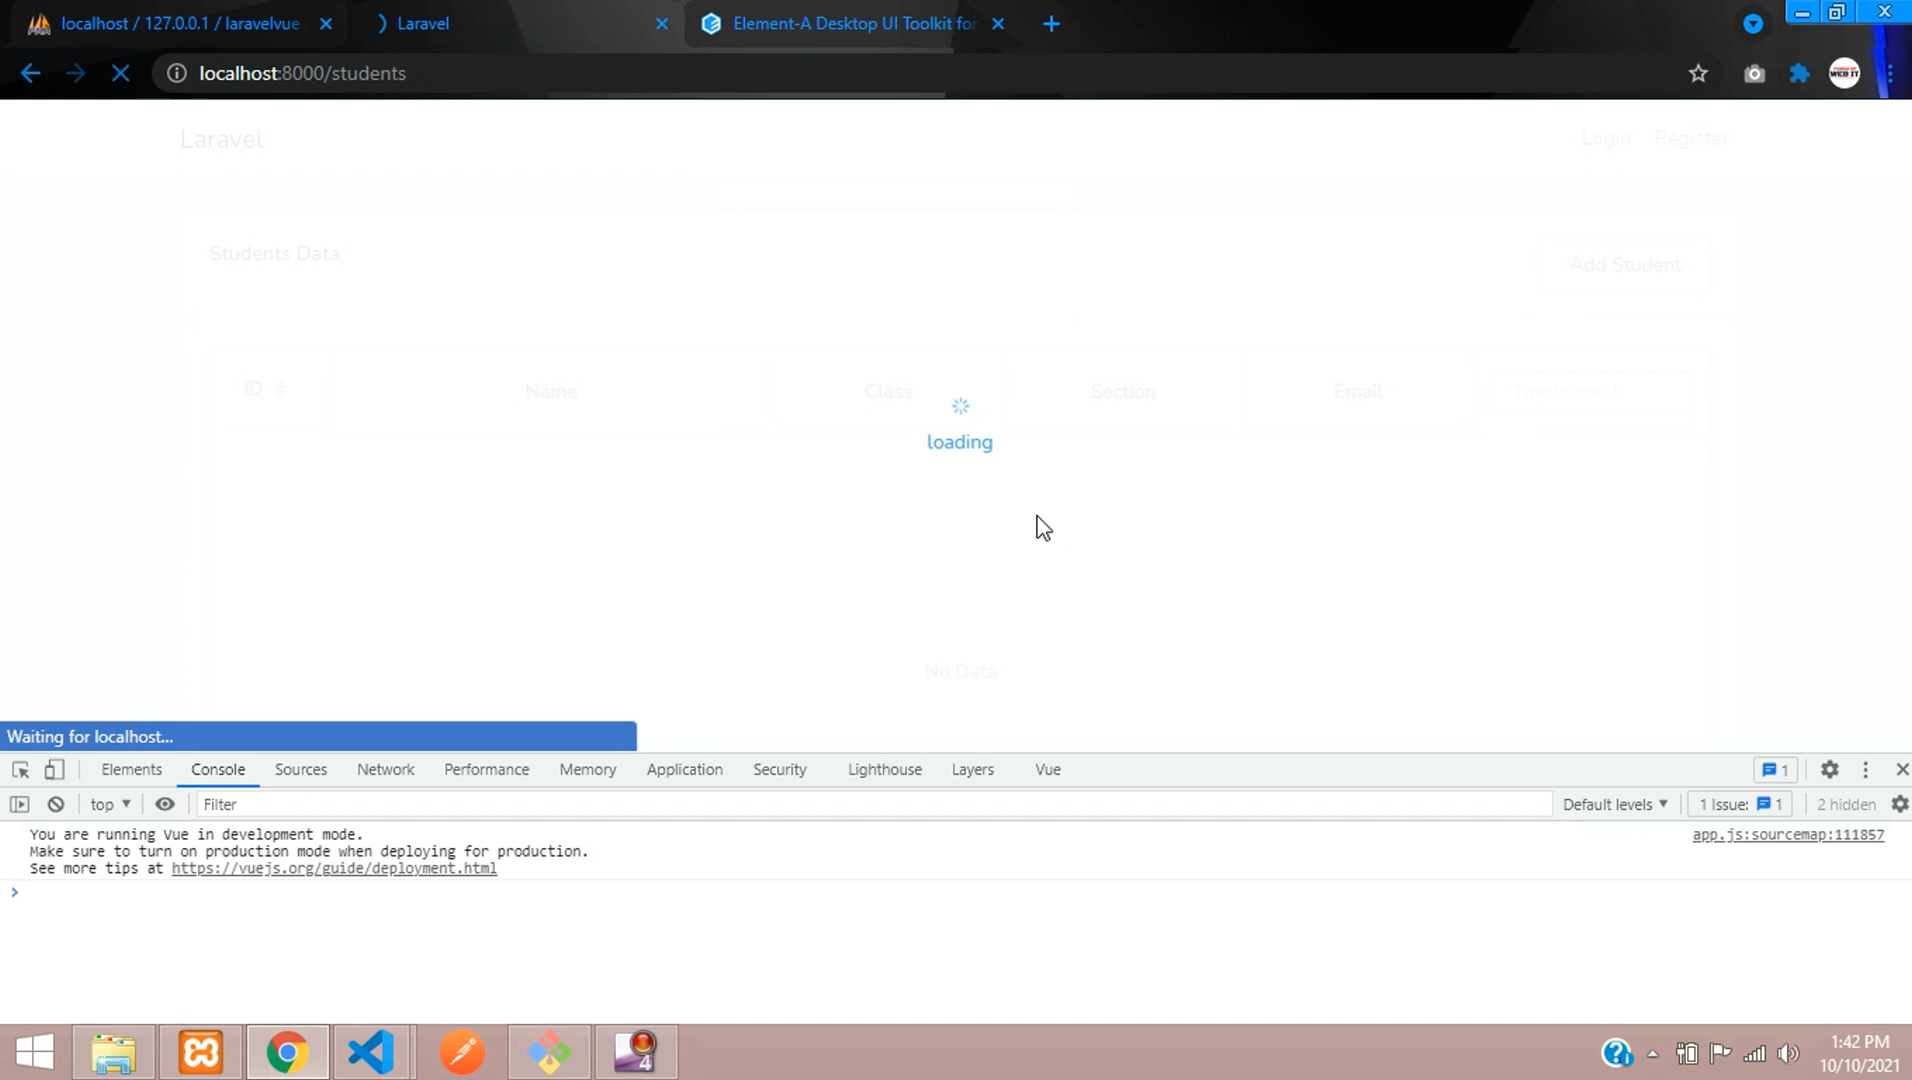 localhost / 127.0.0.1 / laravelvue
Laravel
Element-A Desktop UI Toolkit for
localhost:8000/students
WEB IT
Laravel
Login Register
Students Data
Add Student
ID Name Class Section Email Type to search
loading
No Data
Waiting for localhost...
Elements Console Sources Network Performance Memory Application Security Lighthouse Layers Vue 1
top Filter Default levels 1 Issue: 1 2 hidden
You are running Vue in development mode. app.js:sourcemap:111857
Make sure to turn on production mode when deploying for production.
See more tips at https://vuejs.org/guide/deployment.html
4
1:42 PM
10/10/2021